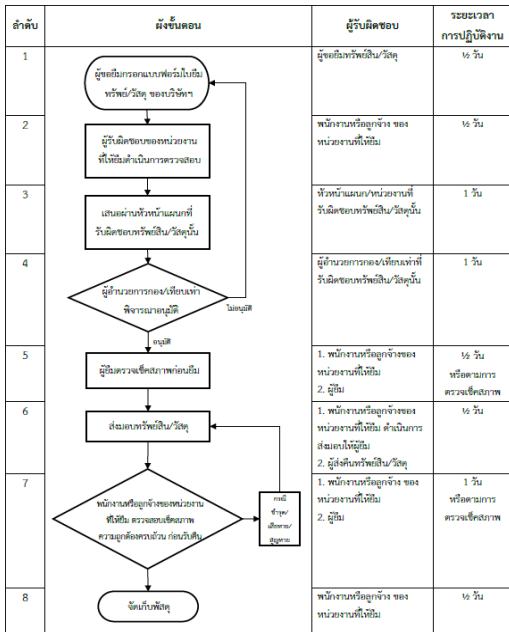 ลำดับ
ผังขั้นตอน
ผู้รับผิดชอบ
ระยะเวลา
การปฏิบัติงาน
1
ผู้ขอยืมกรอกแบบฟอร์มใบยืม
ทรัพย์/วัสดุ ของบริษัทฯ
ผู้ขอยืมทรัพย์สิน/วัสดุ
½ วัน
2
ผู้รับผิดชอบของหน่วยงาน
ที่ให้ยืมดำเนินการตรวจสอบ
พนักงานหรือลูกจ้าง ของ
หน่วยงานที่ให้ยืม
½ วัน
3
เสนอผ่านหัวหน้าแผนกที่
รับผิดชอบทรัพย์สิน/วัสดุนั้น
หัวหน้าแผนก/หน่วยงานที่
รับผิดชอบทรัพย์สิน/วัสดุนั้น
1 วัน
4
ผู้อำนวยการกอง/เทียบเท่า
พิจารณาอนุมัติ
ไม่อนุมัติ
อนุมัติ
ผู้อำนวยการกอง/เทียบเท่าที่
รับผิดชอบทรัพย์สิน/วัสดุนั้น
1 วัน
5
ผู้ยืมตรวจเช็คสภาพก่อนยืม
1. พนักงานหรือลูกจ้างของ
หน่วยงานที่ให้ยืม
2. ผู้ยืม
½ วัน
หรือตามการ
ตรวจเช็คสภาพ
6
ส่งมอบทรัพย์สิน/วัสดุ
1. พนักงานหรือลูกจ้างของ
หน่วยงานที่ให้ยืม ดำเนินการ
ส่งมอบให้ผู้ยืม
2. ผู้ส่งคืนทรัพย์สิน/วัสดุ
½ วัน
7
พนักงานหรือลูกจ้างของหน่วยงาน
ที่ให้ยืม ตรวจสอบเช็คสภาพ
ความถูกต้องครบถ้วน ก่อนรับคืน
กรณี
ชำรุด/
เสียหาย/
สูญหาย
1. พนักงานหรือลูกจ้าง ของ
หน่วยงานที่ให้ยืม
2. ผู้ยืม
1 วัน
หรือตามการ
ตรวจเช็คสภาพ
8
จัดเก็บพัสดุ
พนักงานหรือลูกจ้าง ของ
หน่วยงานที่ให้ยืม
½ วัน